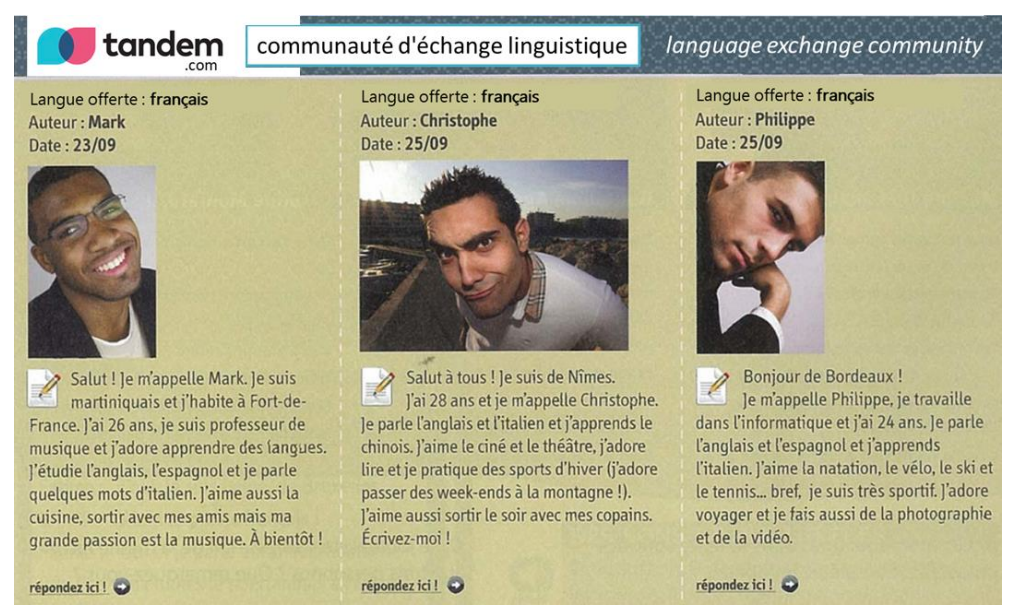 tandem
.com
communauté d'échange linguistique
language exchange community
Langue offerte : français
Auteur : Mark
Date : 23/09
Salut ! Je m'appelle Mark. Je suis
martiniquais et j'habite à Fort-de-
France. J'ai 26 ans, je suis professeur de
musique et j'adore apprendre des langues.
J'étudie l'anglais, l'espagnol et je parle
quelques mots d'italien. J'aime aussi la
cuisine, sortir avec mes amis mais ma
grande passion est la musique. À bientôt !
répondez ici !
Langue offerte : français
Auteur : Christophe
Date : 25/09
Salut à tous ! Je suis de Nîmes.
J'ai 28 ans et je m'appelle Christophe.
Je parle l'anglais et l'italien et j'apprends le
chinois. J'aime le ciné et le théâtre, j'adore
lire et je pratique des sports d'hiver (j'adore
passer des week-ends à la montagne !).
J'aime aussi sortir le soir avec mes copains.
Écrivez-moi !
répondez ici !
Langue offerte : français
Auteur : Philippe
Date : 25/09
Bonjour de Bordeaux !
Je m'appelle Philippe, je travaille
dans l'informatique et j'ai 24 ans. Je parle
l'anglais et l'espagnol et j'apprends
l'italien. J'aime la natation, le vélo, le ski et
le tennis... bref, je suis très sportif. J'adore
voyager et je fais aussi de la photographie
et de la vidéo.
répondez ici !